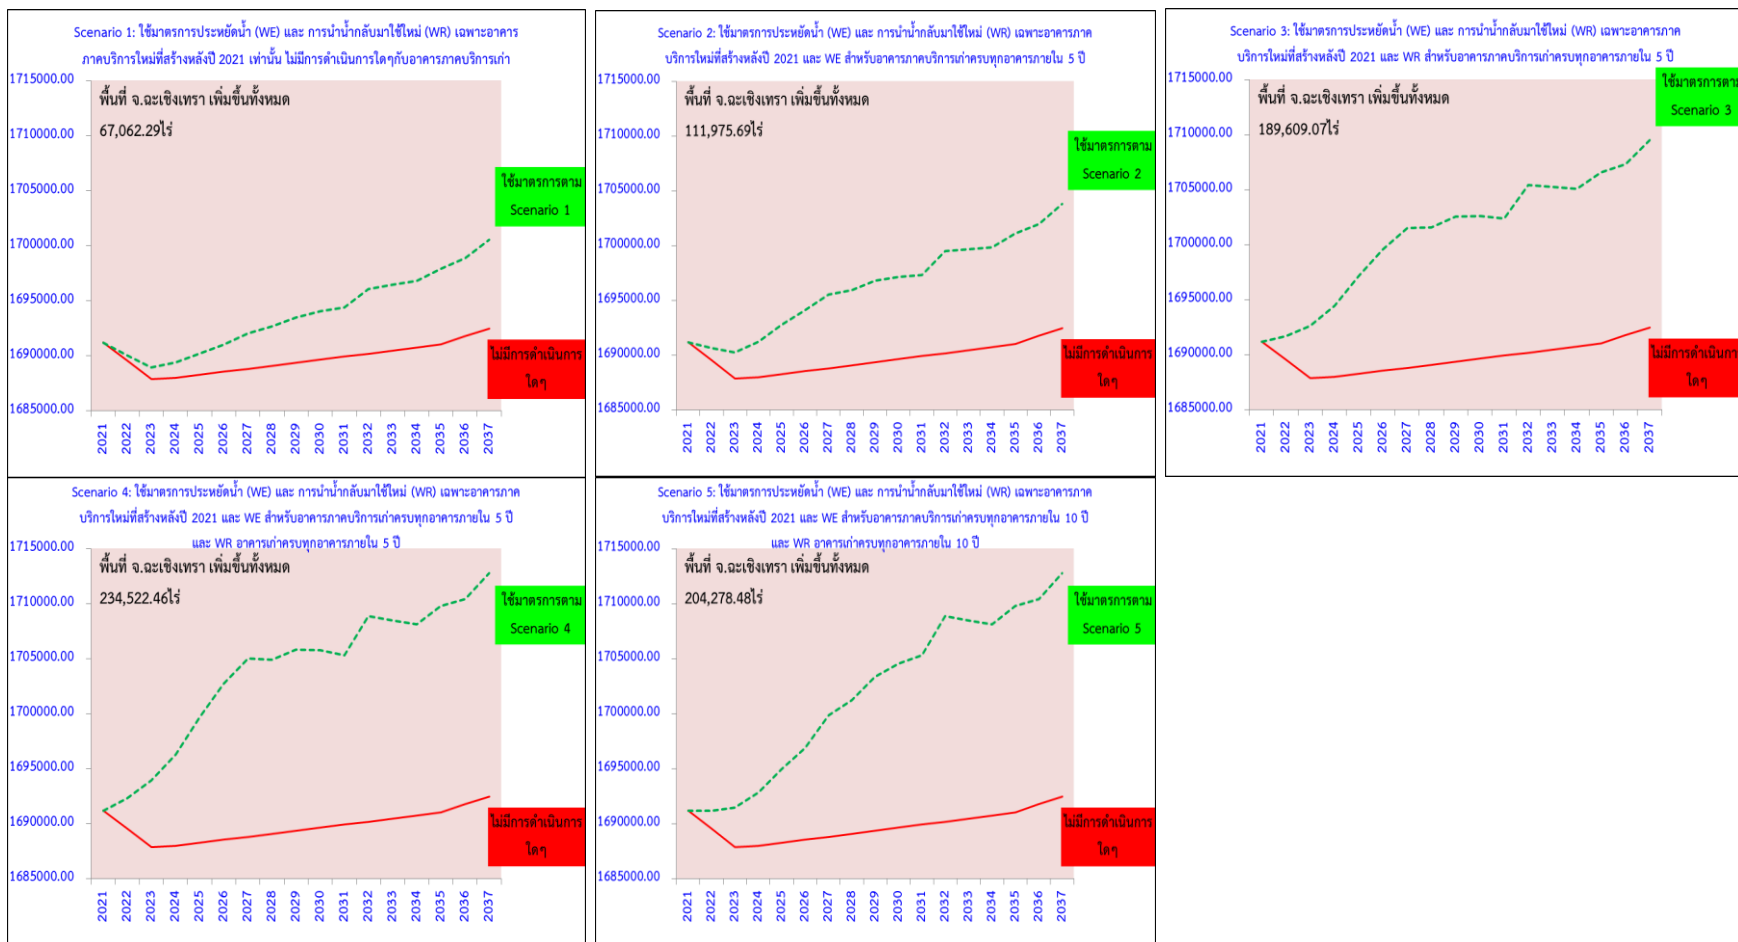 Scenario 1: ใช้มาตรการประหยัดน้ำ (WE) และ การนำน้ำกลับมาใช้ใหม่ (WR) เฉพาะอาคาร
ภาคบริการใหม่ที่สร้างหลังปี 2021 เท่านั้น ไม่มีการดำเนินการใดๆกับอาคารภาคบริการเก่า
1715000.00
1710000.00
1705000.00
1700000.00
1695000.00
1690000.00
1685000.00
พื้นที่ จ.ฉะเชิงเทรา เพิ่มขึ้นทั้งหมด
67,062.29ไร่
ใช้มาตรการตาม
Scenario 1
ไม่มีการดำเนินการ
ใดๆ
2021 2022 2023 2024 2025 2026 2027 2028 2029 2030 2031 2032 2033 2034 2035 2036 2037
Scenario 2: ใช้มาตรการประหยัดน้ำ (WE) และ การนำน้ำกลับมาใช้ใหม่ (WR) เฉพาะอาคารภาค
บริการใหม่ที่สร้างหลังปี 2021 และ WE สำหรับอาคารภาคบริการเก่าครบทุกอาคารภายใน 5 ปี
1715000.00
1710000.00
1705000.00
1700000.00
1695000.00
1690000.00
1685000.00
พื้นที่ จ.ฉะเชิงเทรา เพิ่มขึ้นทั้งหมด
111,975.69ไร่
ใช้มาตรการตาม
Scenario 2
ไม่มีการดำเนินการ
ใดๆ
2021 2022 2023 2024 2025 2026 2027 2028 2029 2030 2031 2032 2033 2034 2035 2036 2037
Scenario 3: ใช้มาตรการประหยัดน้ำ (WE) และ การนำน้ำกลับมาใช้ใหม่ (WR) เฉพาะอาคารภาค
บริการใหม่ที่สร้างหลังปี 2021 และ WR สำหรับอาคารภาคบริการเก่าครบทุกอาคารภายใน 5 ปี
1715000.00
1710000.00
1705000.00
1700000.00
1695000.00
1690000.00
1685000.00
พื้นที่ จ.ฉะเชิงเทรา เพิ่มขึ้นทั้งหมด
189,609.07ไร่
ใช้มาตรการตาม
Scenario 3
ไม่มีการดำเนินการ
ใดๆ
2021 2022 2023 2024 2025 2026 2027 2028 2029 2030 2031 2032 2033 2034 2035 2036 2037
Scenario 4: ใช้มาตรการประหยัดน้ำ (WE) และ การนำน้ำกลับมาใช้ใหม่ (WR) เฉพาะอาคารภาค
บริการใหม่ที่สร้างหลังปี 2021 และ WE สำหรับอาคารภาคบริการเก่าครบทุกอาคารภายใน 5 ปี
และ WR อาคารเก่าครบทุกอาคารภายใน 5 ปี
1715000.00
1710000.00
1705000.00
1700000.00
1695000.00
1690000.00
1685000.00
พื้นที่ จ.ฉะเชิงเทรา เพิ่มขึ้นทั้งหมด
234,522.46ไร่
ใช้มาตรการตาม
Scenario 4
ไม่มีการดำเนินการ
ใดๆ
2021 2022 2023 2024 2025 2026 2027 2028 2029 2030 2031 2032 2033 2034 2035 2036 2037
Scenario 5: ใช้มาตรการประหยัดน้ำ (WE) และ การนำน้ำกลับมาใช้ใหม่ (WR) เฉพาะอาคารภาค
บริการใหม่ที่สร้างหลังปี 2021 และ WE สำหรับอาคารภาคบริการเก่าครบทุกอาคารภายใน 10 ปี
และ WR อาคารเก่าครบทุกอาคารภายใน 10 ปี
1715000.00
1710000.00
1705000.00
1700000.00
1695000.00
1690000.00
1685000.00
พื้นที่ จ.ฉะเชิงเทรา เพิ่มขึ้นทั้งหมด
204,278.48ไร่
ใช้มาตรการตาม
Scenario 5
ไม่มีการดำเนินการ
ใดๆ
2021 2022 2023 2024 2025 2026 2027 2028 2029 2030 2031 2032 2033 2034 2035 2036 2037